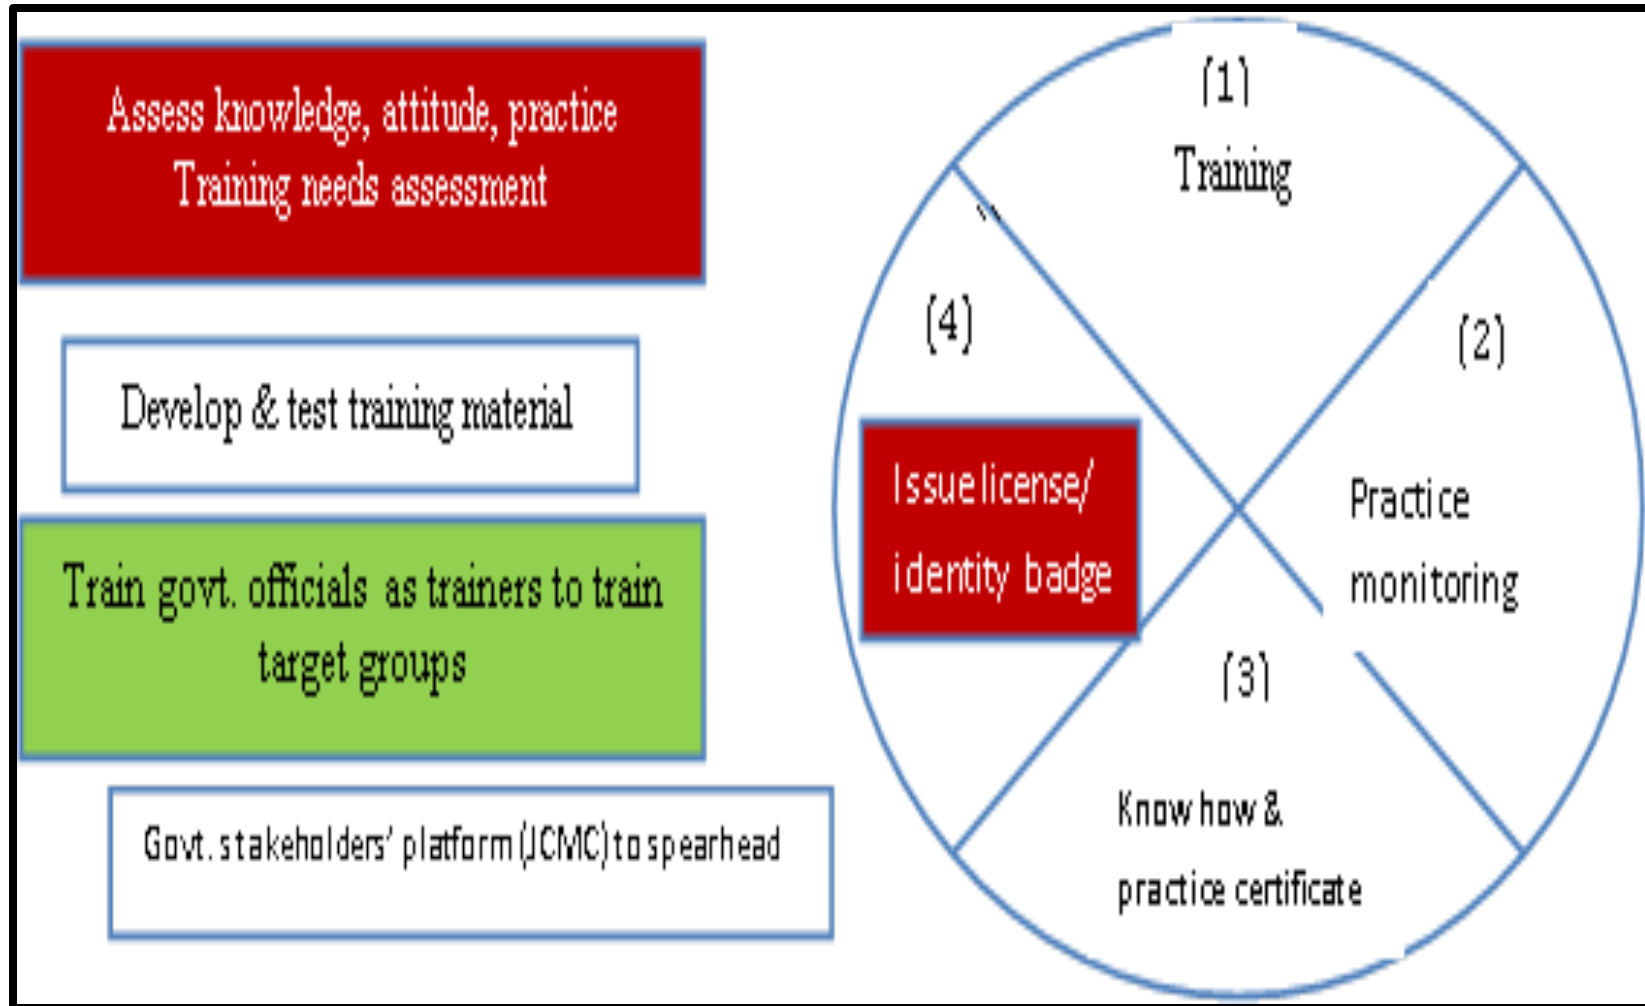 Assess knowledge, attitude, practice
Training needs assessment
Develop & test training material
Train govt. officials as trainers to train
target groups
Govt. stakeholders' platform (JCMC) to spearhead
(1)
Training
(2)
Practice
monitoring
(3)
Know how &
practice certificate
(4)
Issue license/
identity badge